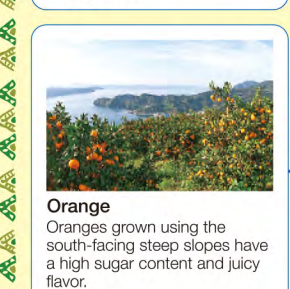 Orange
Oranges grown using the
south-facing steep slopes have
a high sugar content and juicy
flavor.